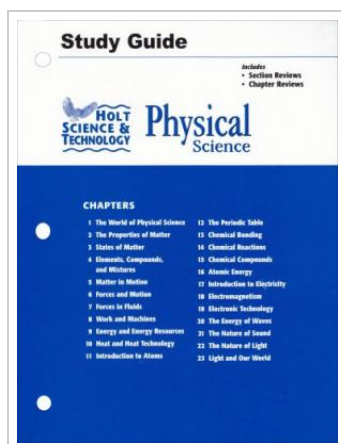 Study Guide
Includes
• Section Reviews
• Chapter Reviews
HOLT
SCIENCE &
TECHNOLOGY
Physical
Science
CHAPTERS
1 The World of Physical Science
2 The Properties of Matter
3 States of Matter
4 Elements, Compounds,
and Mixtures
5 Matter in Motion
6 Forces and Motion
7 Forces in Fluids
8 Work and Machines
9 Energy and Energy Resources
10 Heat and Heat Technology
11 Introduction to Atoms
12 The Periodic Table
13 Chemical Bonding
14 Chemical Reactions
15 Chemical Compounds
16 Atomic Energy
17 Introduction to Electricity
18 Electromagnetism
19 Electronic Technology
20 The Energy of Waves
21 The Nature of Sound
22 The Nature of Light
23 Light and Our World